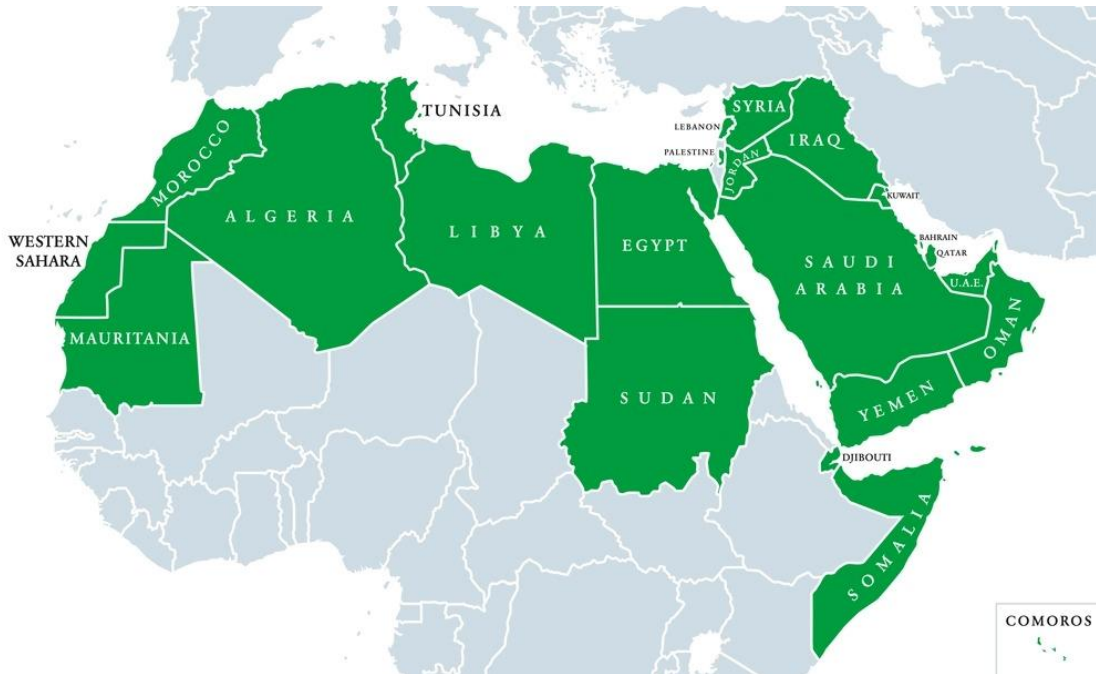 TUNISIA
MOROCCO
ALGERIA
LIBYA
EGYPT
WESTERN
SAHARA
MAURITANIA
SUDAN
SYRIA
LEBANON
PALESTINE
JORDAN
IRAQ
KUWAIT
BAHRAIN
QATAR
SAUDI
ARABIA
U.A.E.
OMAN
YEMEN
DJIBOUTI
SOMALIA
COMOROS